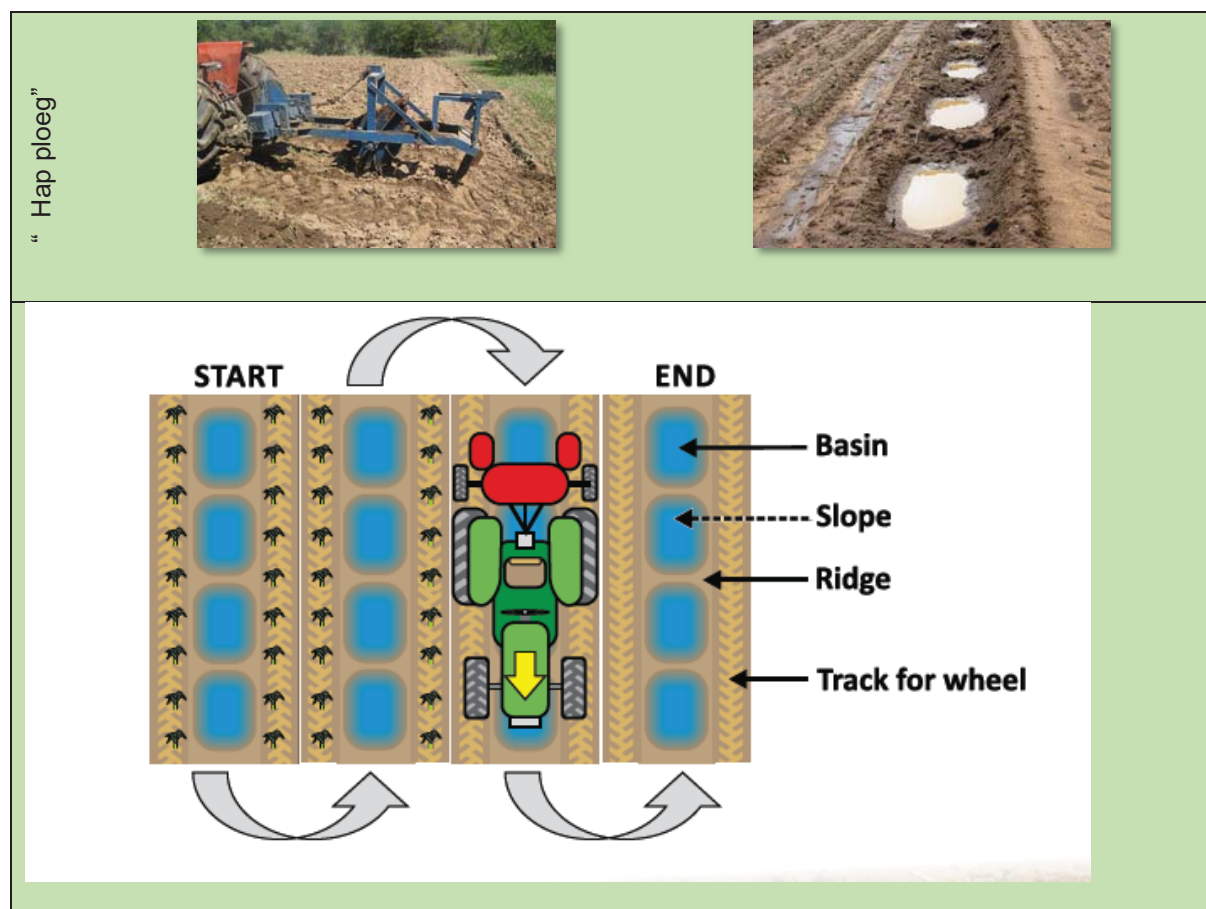 “ Hap ploeg”
START
END
Basin
Slope
Ridge
Track for wheel